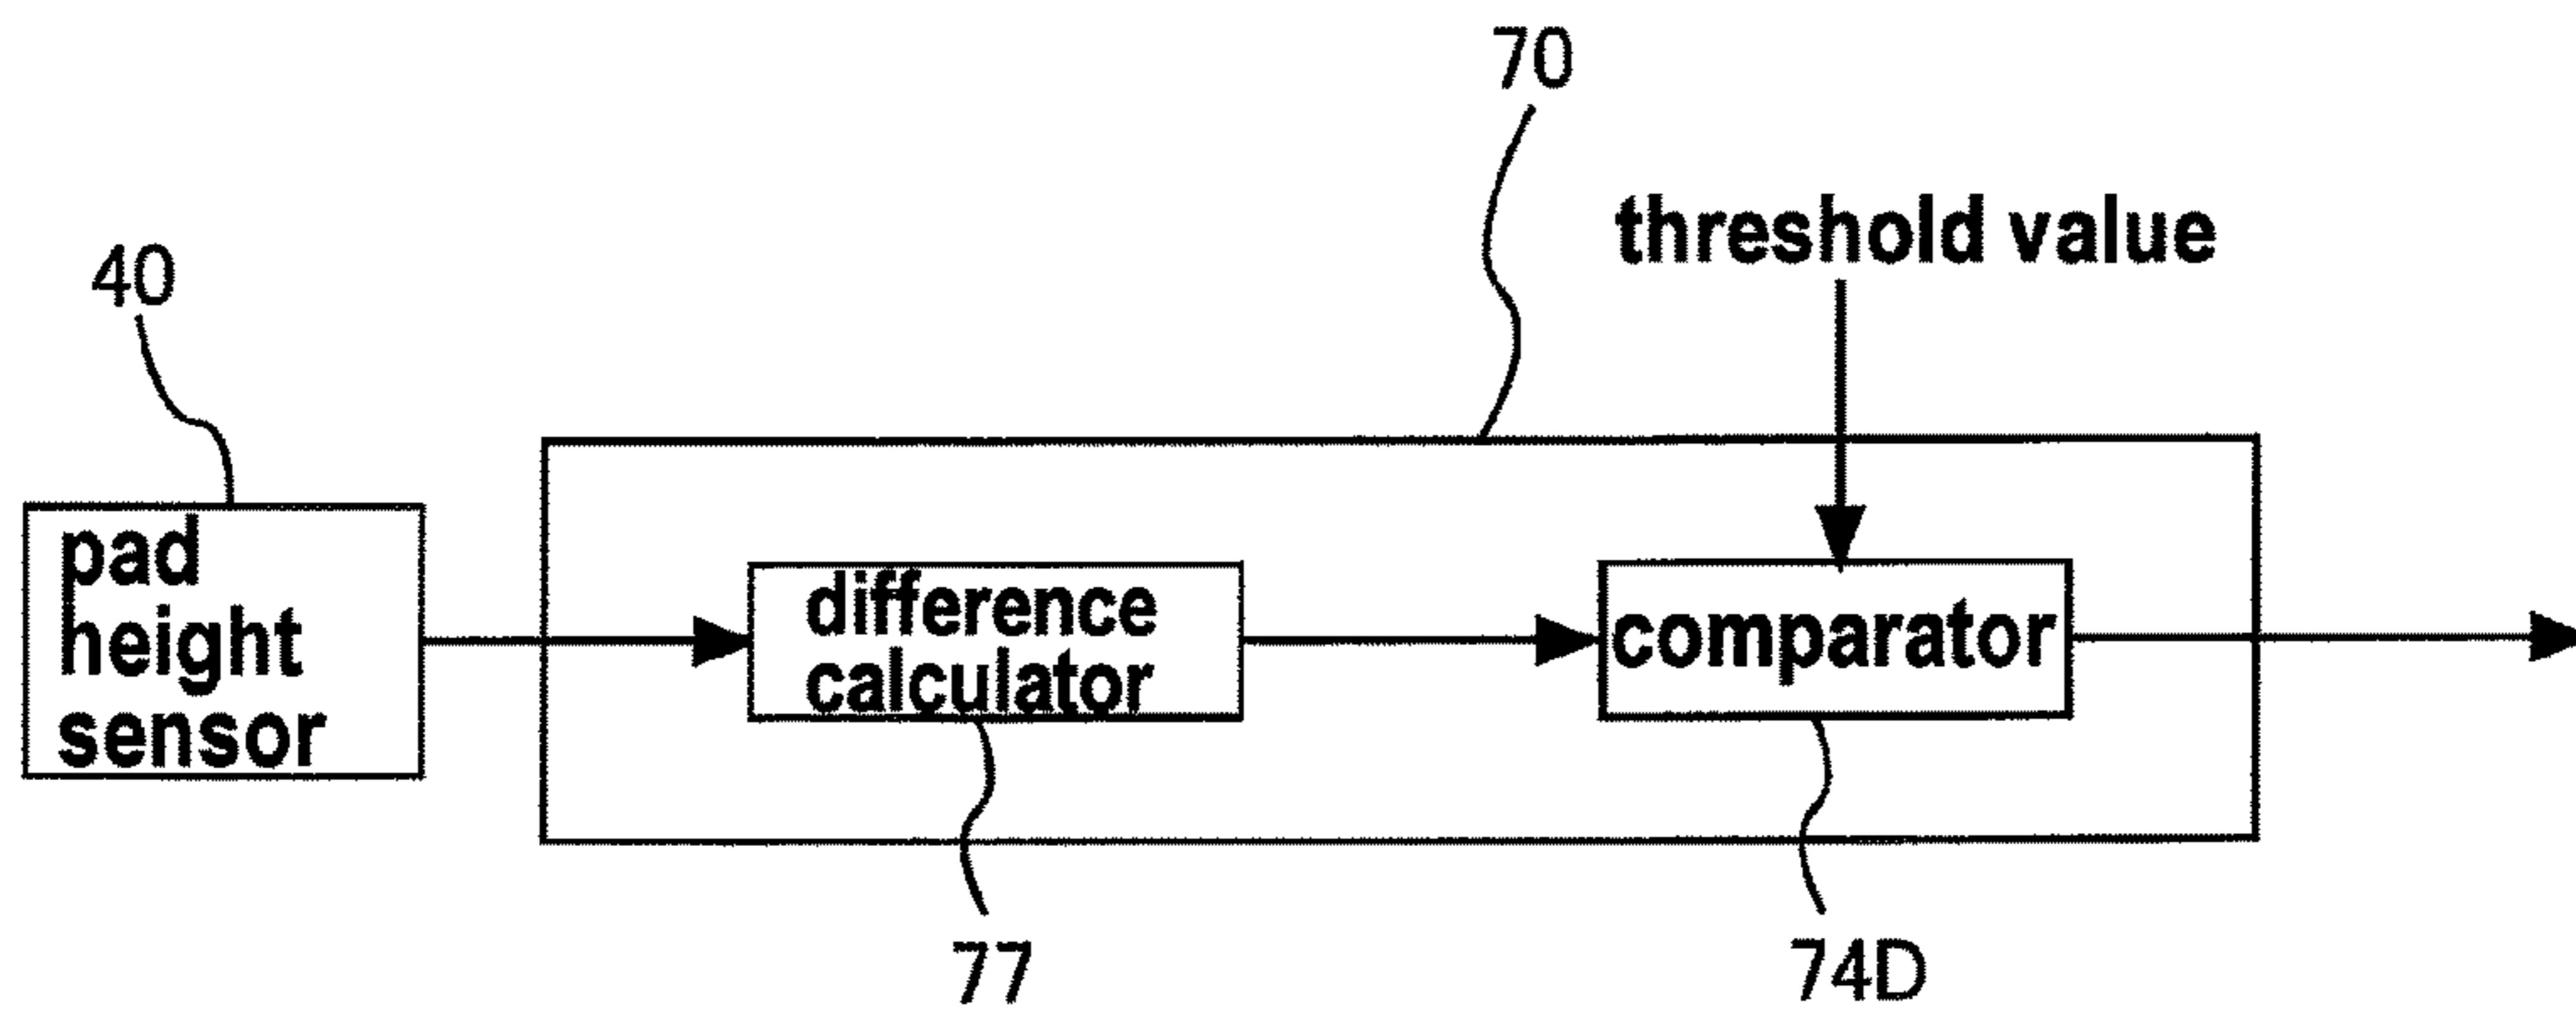 70
threshold value
40
pad
height
sensor
difference
calculator
comparator
77
74D